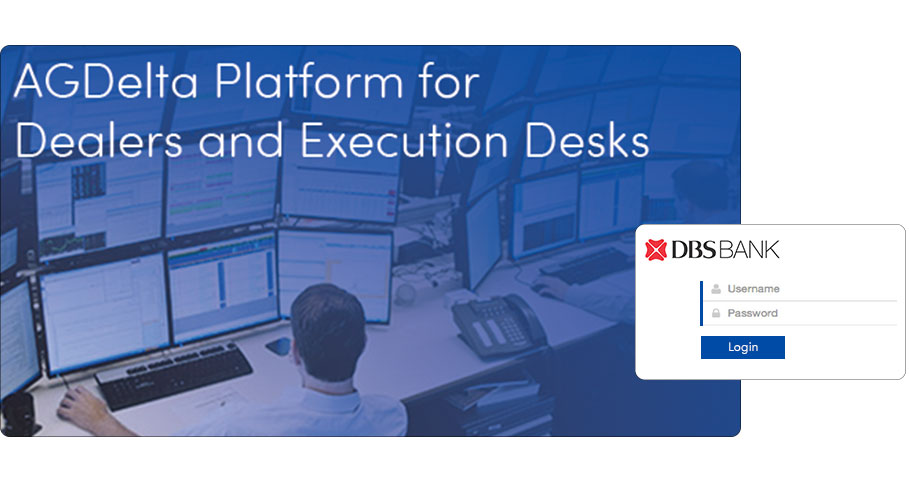 AGDelta Platform for
Dealers and Execution Desks
DBS BANK
Username
Password
Login